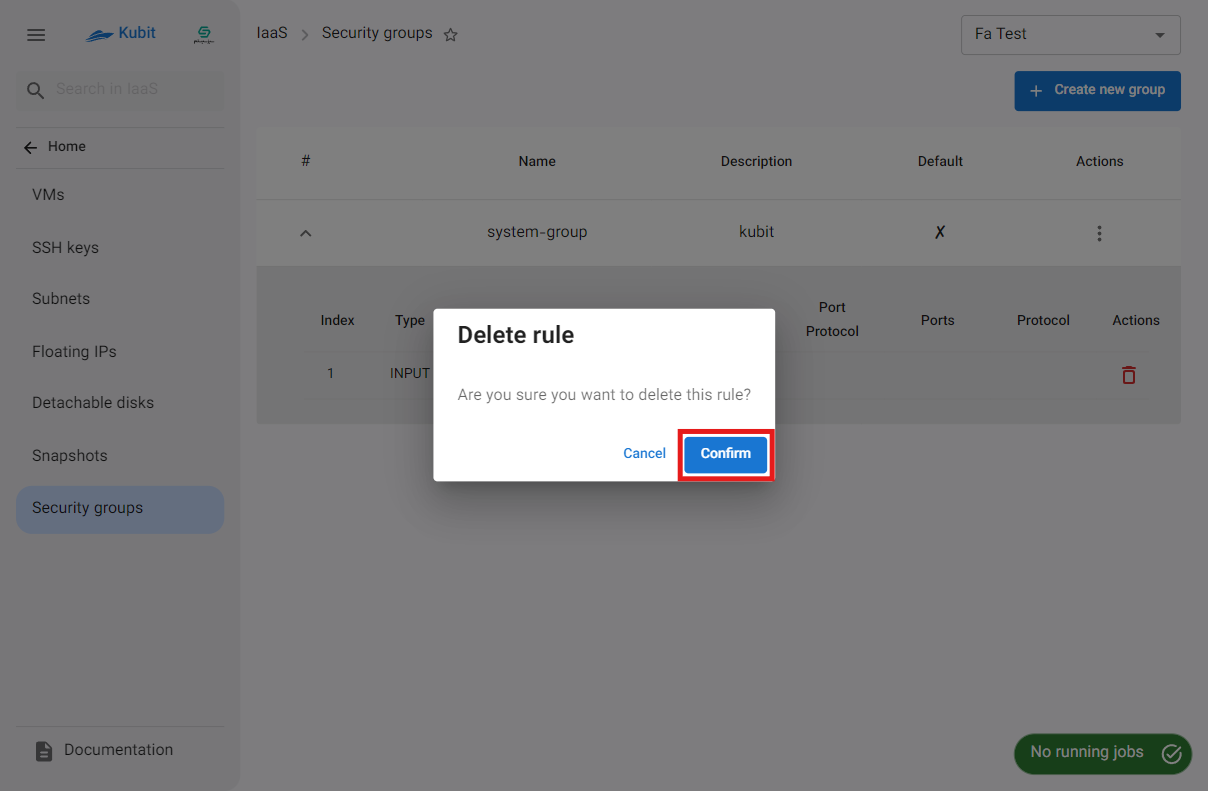 Kubit
IaaS
Security groups
Fa Test
Search in IaaS
Create new group
Home
# Name Description Default Actions
VMs
system-group kubit ✗
SSH keys
Subnets
Index Type Port Protocol Ports Protocol Actions
Floating IPs
1 INPUT
Delete rule
Are you sure you want to delete this rule?
Cancel Confirm
Detachable disks
Snapshots
Security groups
Documentation
No running jobs